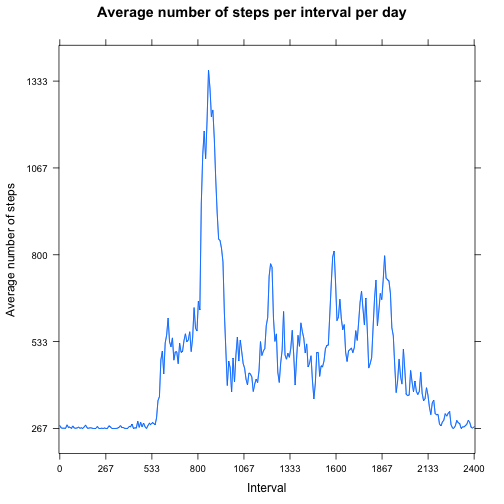 Average number of steps per interval per day
1333
1067
800
533
267
Average number of steps
0 267 533 800 1067 1333 1600 1867 2133 2400
Interval